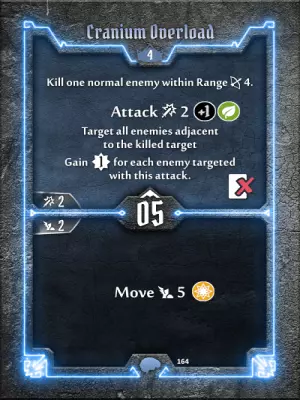 Cranium Overload
4
Kill one normal enemy within Range 4.
Attack 2 +1
Target all enemies adjacent
to the killed target
Gain 1 for each enemy targeted
with this attack.
2
05
2
Move 5
164